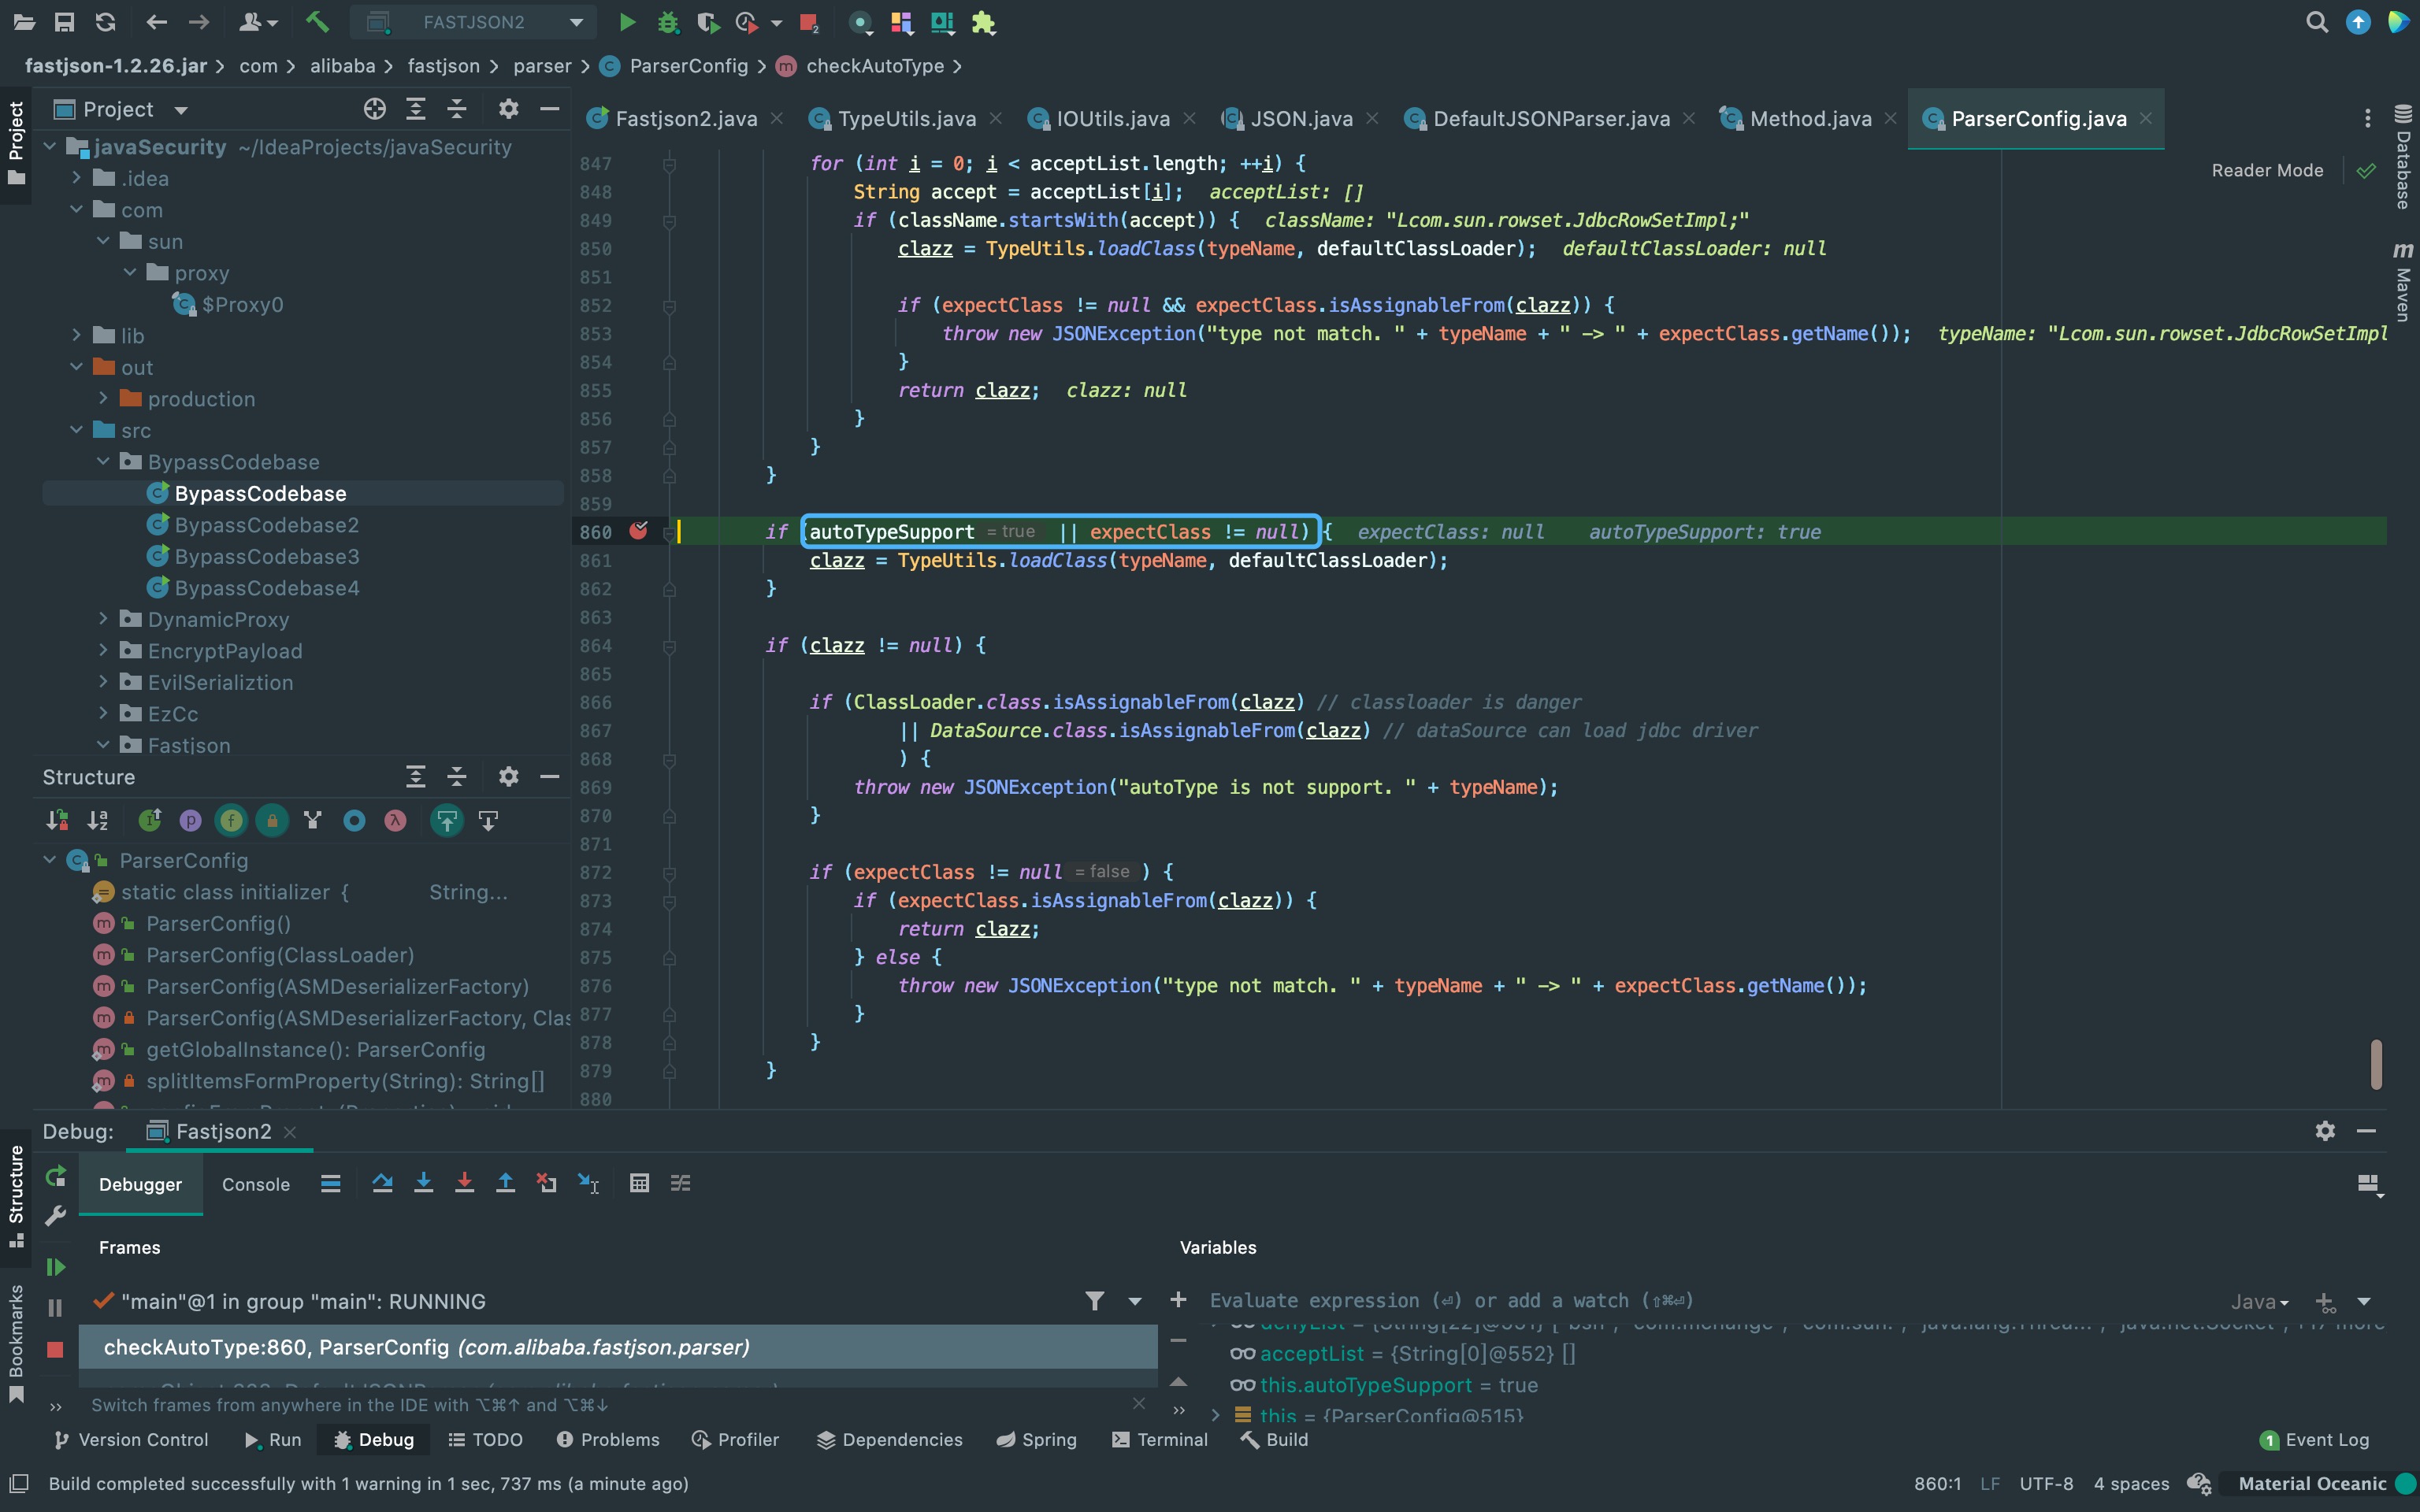 FASTJSON2
fastjson-1.2.26.jar › com › alibaba › fastjson › parser › ParserConfig › checkAutoType ›
Project
Fastjson2.java
TypeUtils.java
IOUtils.java
JSON.java
DefaultJSONParser.java
Method.java
ParserConfig.java
Reader Mode
Project
Structure
Bookmarks
Database
Maven
javaSecurity ~/IdeaProjects/javaSecurity
.idea
com
sun
proxy
$Proxy0
lib
out
production
src
BypassCodebase
BypassCodebase
BypassCodebase2
BypassCodebase3
BypassCodebase4
DynamicProxy
EncryptPayload
EvilSerializtion
EzCc
Fastjson
Structure
ParserConfig
static class initializer { String...
ParserConfig()
ParserConfig(ClassLoader)
ParserConfig(ASMDeserializerFactory)
ParserConfig(ASMDeserializerFactory, Clas
getGlobalInstance(): ParserConfig
splitItemsFormProperty(String): String[]
847 for (int i = 0; i < acceptList.length; ++i) {
848 String accept = acceptList[i]; acceptList: []
849 if (className.startsWith(accept)) { className: "Lcom.sun.rowset.JdbcRowSetImpl;"
850 clazz = TypeUtils.loadClass(typeName, defaultClassLoader); defaultClassLoader: null
851
852 if (expectClass != null && expectClass.isAssignableFrom(clazz)) {
853 throw new JSONException("type not match. " + typeName + " -> " + expectClass.getName()); typeName: "Lcom.sun.rowset.JdbcRowSetImpl
854 }
855 return clazz; clazz: null
856 }
857 }
858 }
859
860 if (autoTypeSupport = true || expectClass != null) { expectClass: null autoTypeSupport: true
861 clazz = TypeUtils.loadClass(typeName, defaultClassLoader);
862 }
863
864 if (clazz != null) {
865
866 if (ClassLoader.class.isAssignableFrom(clazz) // classloader is danger
867 || DataSource.class.isAssignableFrom(clazz) // dataSource can load jdbc driver
868 ) {
869 throw new JSONException("autoType is not support. " + typeName);
870 }
871
872 if (expectClass != null = false ) {
873 if (expectClass.isAssignableFrom(clazz)) {
874 return clazz;
875 } else {
876 throw new JSONException("type not match. " + typeName + " -> " + expectClass.getName());
877 }
878 }
879 }
880
Debug: Fastjson2
Debugger Console
Frames
Variables
"main"@1 in group "main": RUNNING
checkAutoType:860, ParserConfig (com.alibaba.fastjson.parser)
Switch frames from anywhere in the IDE with ⌥⌘↑ and ⌥⌘↓
Evaluate expression (⏎) or add a watch (⇧⌘⏎)
Java
acceptList = {String[0]@552} []
this.autoTypeSupport = true
this = {ParserConfig@515}
Version Control Run Debug TODO Problems Profiler Dependencies Spring Terminal Build
1 Event Log
Build completed successfully with 1 warning in 1 sec, 737 ms (a minute ago)
860:1 LF UTF-8 4 spaces Material Oceanic